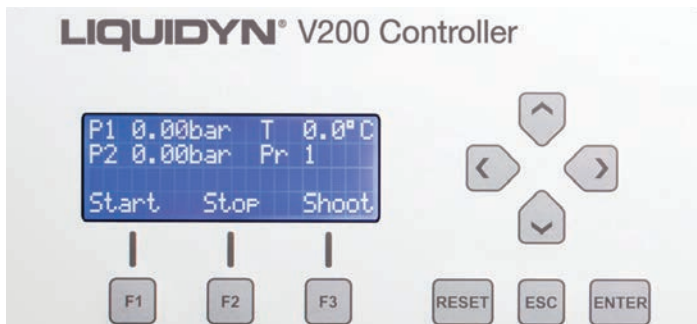 LIQUIDYN® V200 Controller
P1 0.00bar T 0.0°C
P2 0.00bar Pr 1
Start Stop Shoot
F1 F2 F3 RESET ESC ENTER